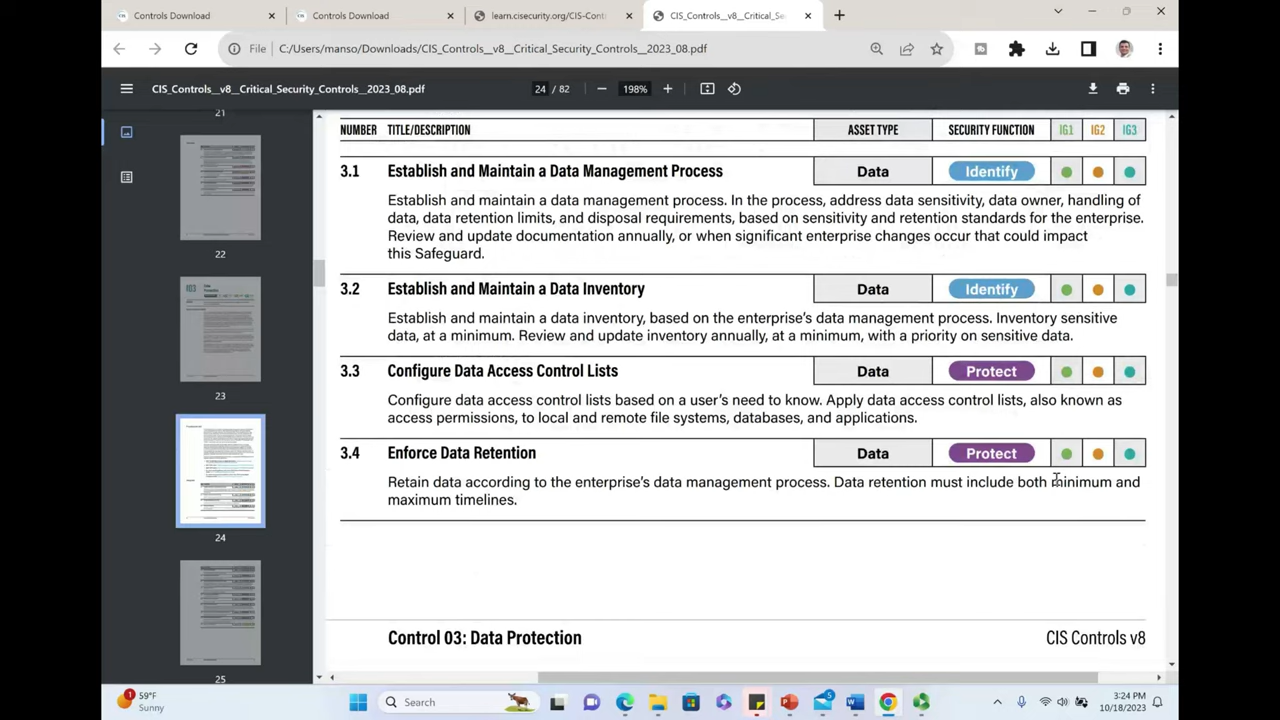 Controls Download
Controls Download
learn.cisecurity.org/CIS-Cont
CIS_Controls__v8__Critical_Se
File
C:/Users/manso/Downloads/CIS_Controls__v8__Critical_Security_Controls__2023_08.pdf
CIS_Controls__v8__Critical_Security_Controls__2023_08.pdf
24 / 82
198%
21
22
23
24
25
NUMBER TITLE/DESCRIPTION ASSET TYPE SECURITY FUNCTION IG1 IG2 IG3
3.1 Establish and Maintain a Data Management Process Data Identify
Establish and maintain a data management process. In the process, address data sensitivity, data owner, handling of
data, data retention limits, and disposal requirements, based on sensitivity and retention standards for the enterprise.
Review and update documentation annually, or when significant enterprise changes occur that could impact
this Safeguard.
3.2 Establish and Maintain a Data Inventory Data Identify
Establish and maintain a data inventory, based on the enterprise's data management process. Inventory sensitive
data, at a minimum. Review and update inventory annually, at a minimum, with a priority on sensitive data.
3.3 Configure Data Access Control Lists Data Protect
Configure data access control lists based on a user's need to know. Apply data access control lists, also known as
access permissions, to local and remote file systems, databases, and applications.
3.4 Enforce Data Retention Data Protect
Retain data according to the enterprise's data management process. Data retention must include both minimum and
maximum timelines.
Control 03: Data Protection
CIS Controls v8
1
59°F
Sunny
Search
3:24 PM
10/18/2023